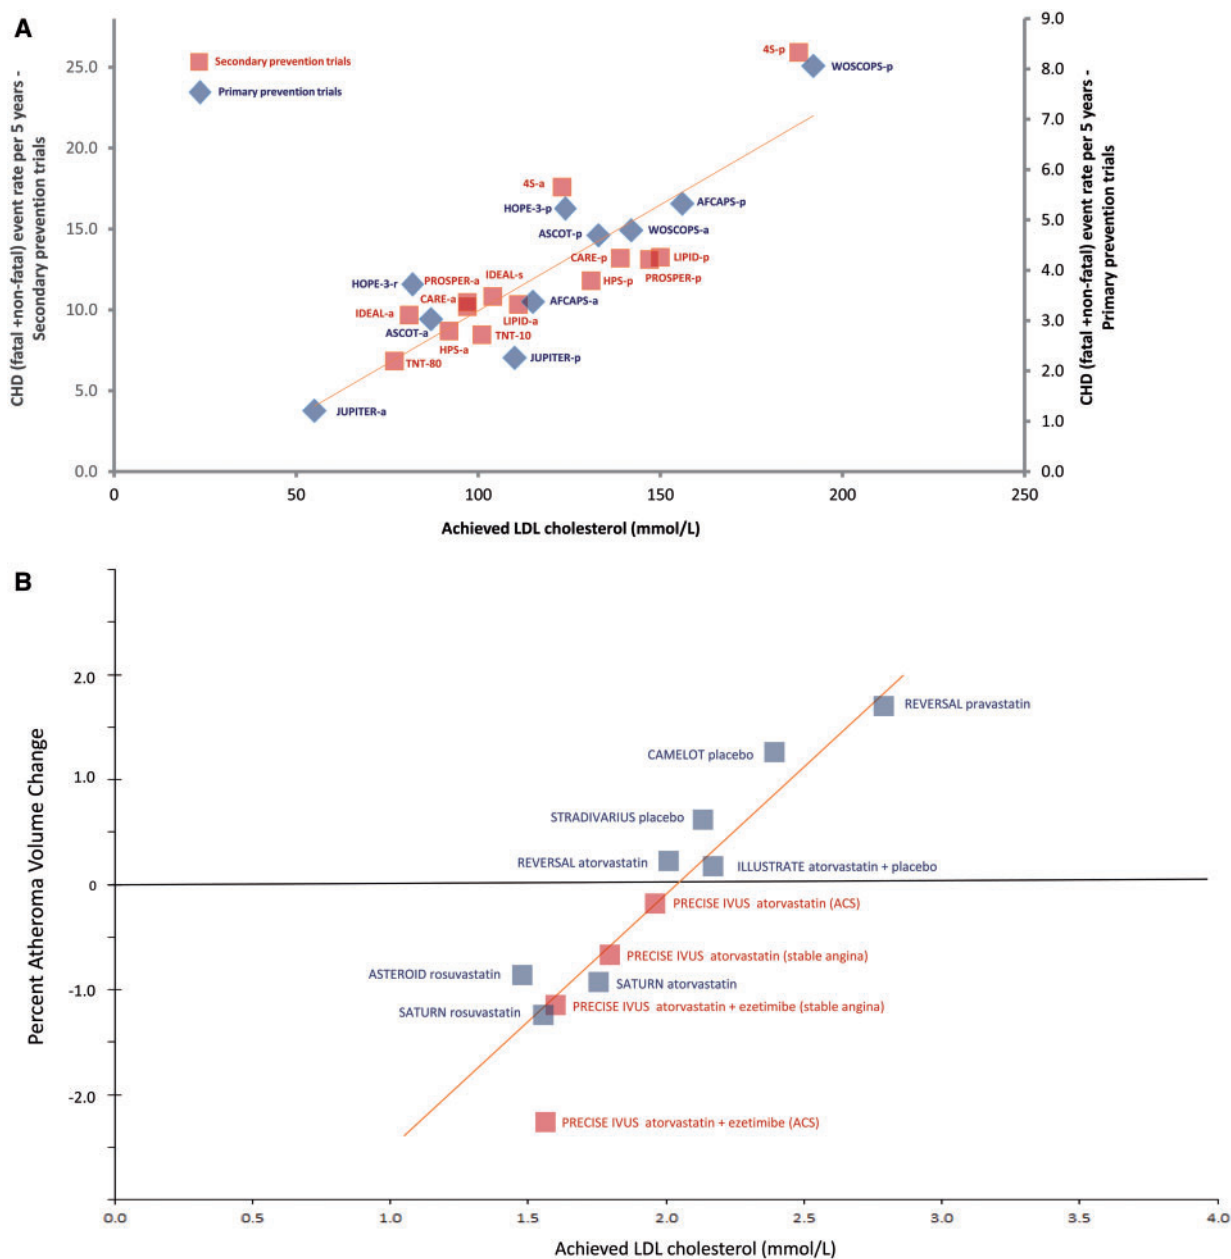 A
CHD (fatal +non-fatal) event rate per 5 years -
Secondary prevention trials
25.0
20.0
15.0
10.0
5.0
0.0
Secondary prevention trials
Primary prevention trials
4S-p
WOSCOPS-p
4S-a
HOPE-3-p
AFCAPS-p
ASCOT-p
WOSCOPS-a
CARE-p
LIPID-p
HPS-p
PROSPER-p
HOPE-3-r
PROSPER-a
IDEAL-s
CARE-a
AFCAPS-a
IDEAL-a
LIPID-a
ASCOT-a
TNT-10
HPS-a
JUPITER-p
TNT-80
JUPITER-a
9.0
8.0
7.0
6.0
5.0
4.0
3.0
2.0
1.0
0.0
CHD (fatal +non-fatal) event rate per 5 years -
Primary prevention trials
0
50
100
150
200
250
Achieved LDL cholesterol (mmol/L)
B
Percent Atheroma Volume Change
2.0
1.0
0
-1.0
-2.0
REVERSAL pravastatin
CAMELOT placebo
STRADIVARIUS placebo
REVERSAL atorvastatin
ILLUSTRATE atorvastatin + placebo
PRECISE IVUS atorvastatin (ACS)
PRECISE IVUS atorvastatin (stable angina)
ASTEROID rosuvastatin
SATURN atorvastatin
PRECISE IVUS atorvastatin + ezetimibe (stable angina)
SATURN rosuvastatin
PRECISE IVUS atorvastatin + ezetimibe (ACS)
0.0
0.5
1.0
1.5
2.0
2.5
3.0
3.5
4.0
Achieved LDL cholesterol (mmol/L)